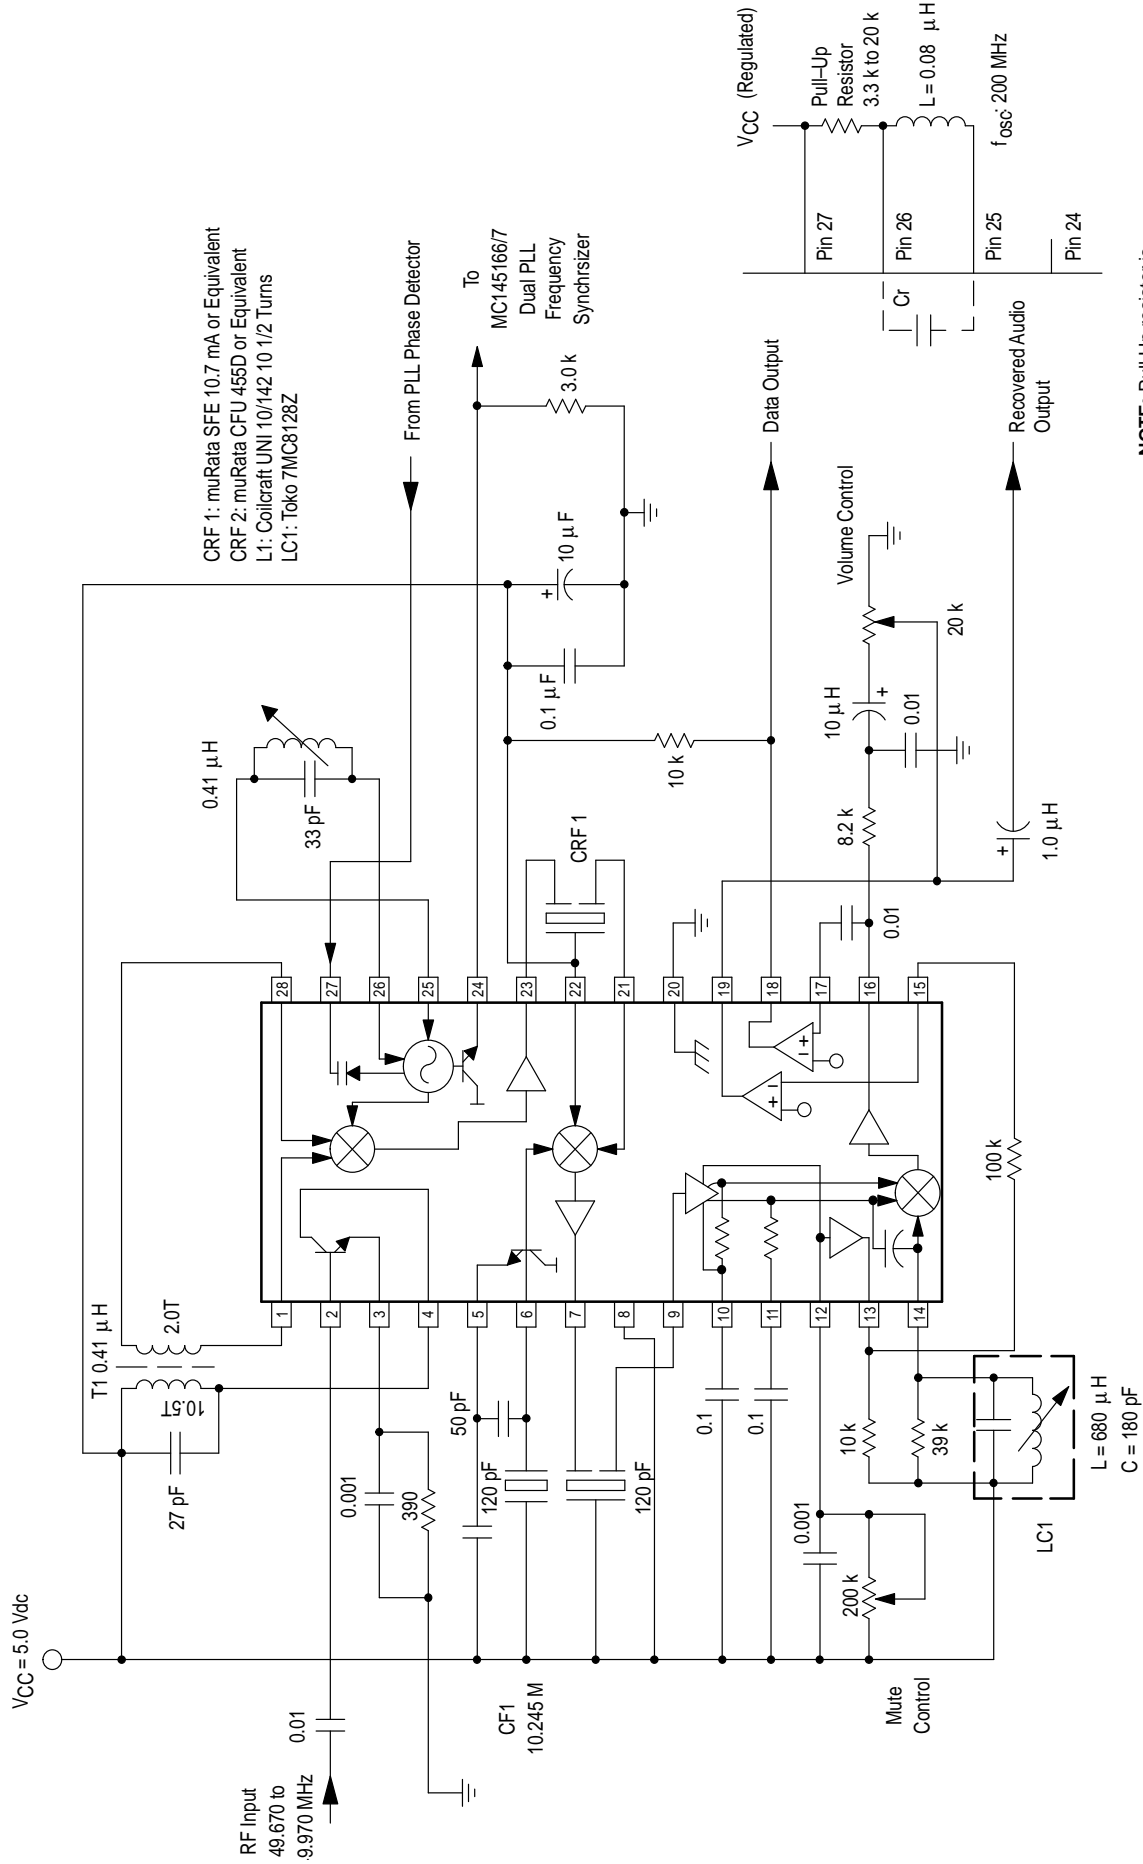 VCC = 5.0 Vdc
RF Input
49.670 to
9.970 MHz
0.01
27 pF
T1 0.41 µH
10.5T
2.0T
0.001
390
50 pF
120 pF
CF1
10.245 M
120 pF
0.1
0.1
10 k
39 k
0.001
200 k
Mute
Control
LC1
L = 680 µH
C = 180 pF
1
2
3
4
5
6
7
8
9
10
11
12
13
14
28
27
26
25
24
23
22
21
20
19
18
17
16
15
+
–
+
–
100 k
0.41 µH
33 pF
CRF 1
CRF 1: muRata SFE 10.7 mA or Equivalent
CRF 2: muRata CFU 455D or Equivalent
L1: Coilcraft UNI 10/142 10 1/2 Turns
LC1: Toko 7MC8128Z
From PLL Phase Detector
To
MC145166/7
Dual PLL
Frequency
Synchrsizer
3.0 k
+
10 µF
0.1 µF
10 k
Data Output
0.01
8.2 k
10 µH
+
0.01
Volume Control
20 k
+
1.0 µH
Recovered Audio
Output
VCC (Regulated)
Pull–Up
Resistor
3.3 k to 20 k
L = 0.08 µH
fosc: 200 MHz
Pin 27
Pin 26
Pin 25
Pin 24
Cr